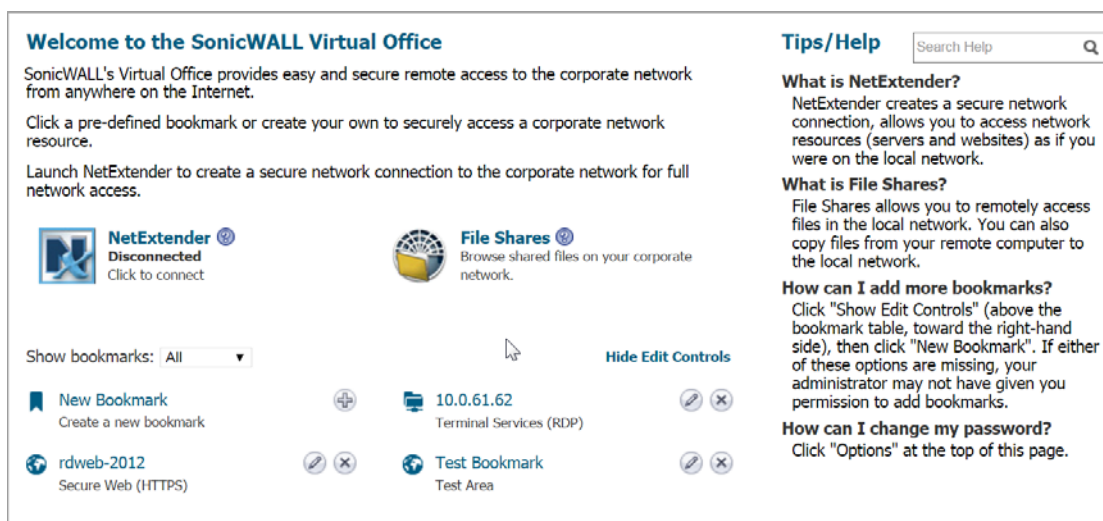 Welcome to the SonicWALL Virtual Office
SonicWALL's Virtual Office provides easy and secure remote access to the corporate network
from anywhere on the Internet.
Click a pre-defined bookmark or create your own to securely access a corporate network
resource.
Launch NetExtender to create a secure network connection to the corporate network for full
network access.
NetExtender ?
Disconnected
Click to connect
File Shares ?
Browse shared files on your corporate
network.
Show bookmarks: All
Hide Edit Controls
New Bookmark
Create a new bookmark
10.0.61.62
Terminal Services (RDP)
rdweb-2012
Secure Web (HTTPS)
Test Bookmark
Test Area
Tips/Help
Search Help
What is NetExtender?
NetExtender creates a secure network
connection, allows you to access network
resources (servers and websites) as if you
were on the local network.
What is File Shares?
File Shares allows you to remotely access
files in the local network. You can also
copy files from your remote computer to
the local network.
How can I add more bookmarks?
Click "Show Edit Controls" (above the
bookmark table, toward the right-hand
side), then click "New Bookmark". If either
of these options are missing, your
administrator may not have given you
permission to add bookmarks.
How can I change my password?
Click "Options" at the top of this page.